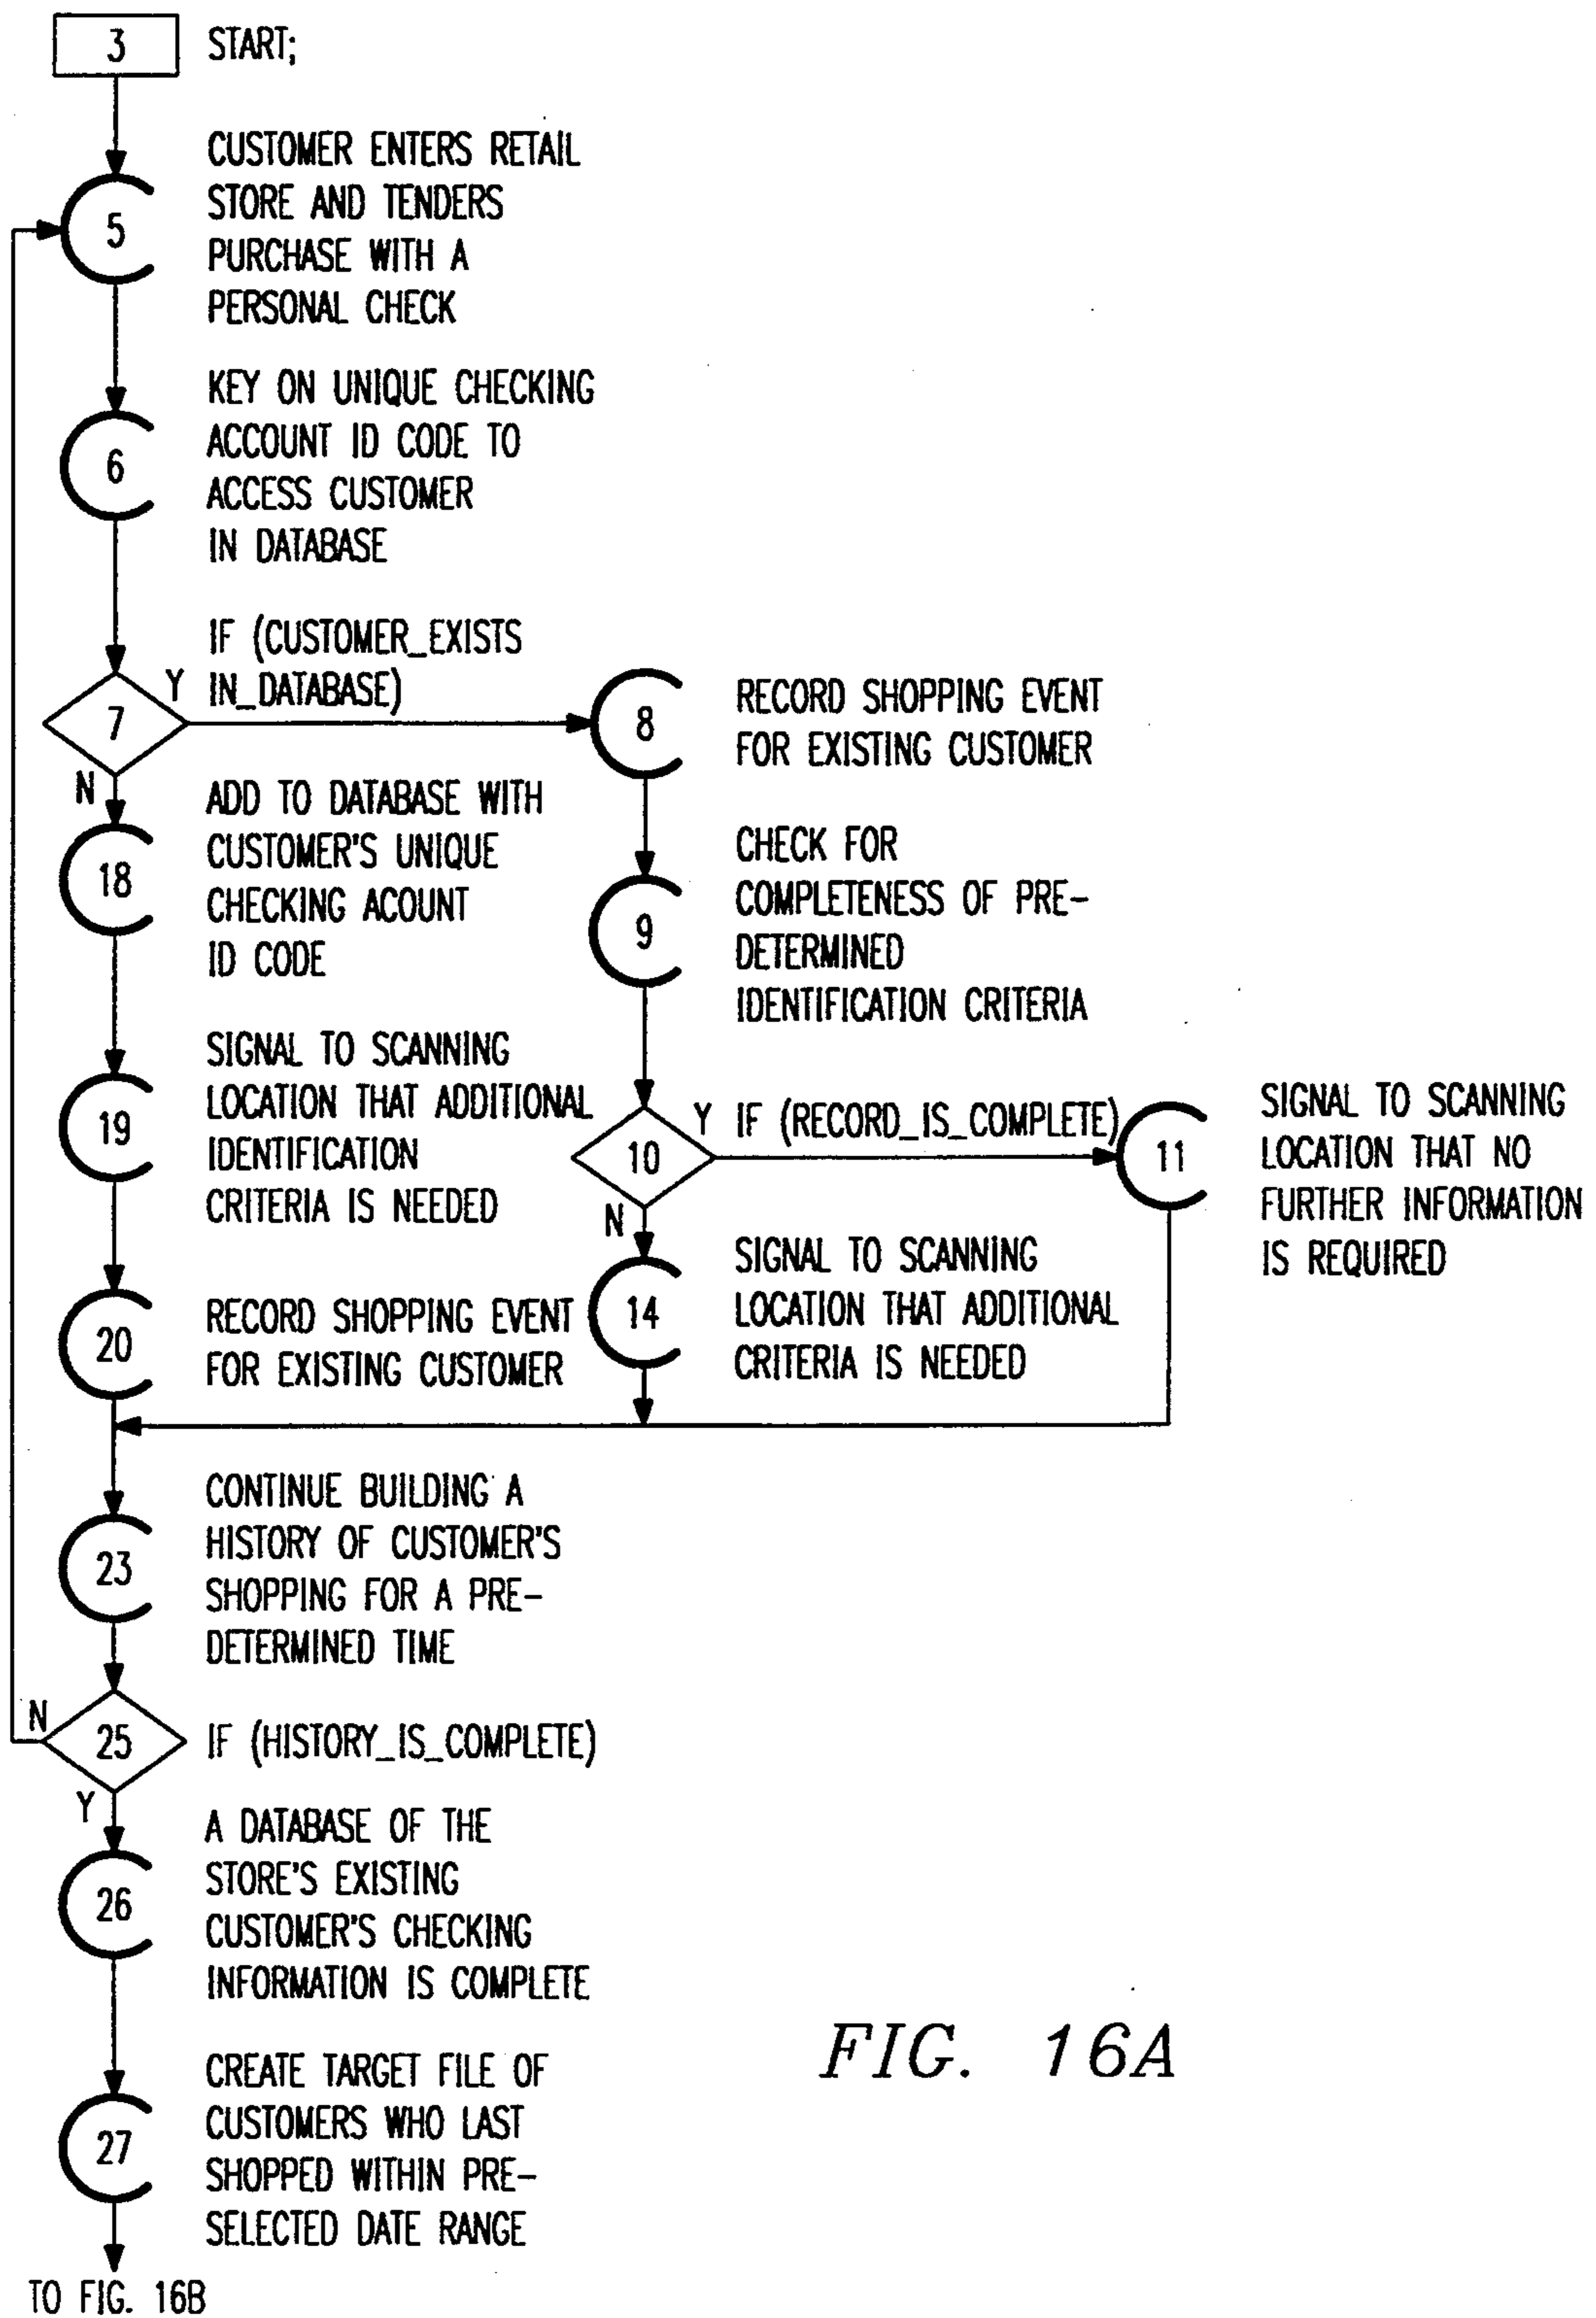 3 START;
CUSTOMER ENTERS RETAIL
STORE AND TENDERS
PURCHASE WITH A
PERSONAL CHECK
5
KEY ON UNIQUE CHECKING
ACCOUNT ID CODE TO
ACCESS CUSTOMER
IN DATABASE
6
IF (CUSTOMER_EXISTS
Y IN_DATABASE)
7
N
8
RECORD SHOPPING EVENT
FOR EXISTING CUSTOMER
ADD TO DATABASE WITH
CUSTOMER'S UNIQUE
CHECKING ACOUNT
ID CODE
18
CHECK FOR
COMPLETENESS OF PRE-
DETERMINED
IDENTIFICATION CRITERIA
9
SIGNAL TO SCANNING
LOCATION THAT ADDITIONAL
IDENTIFICATION
CRITERIA IS NEEDED
19
Y IF (RECORD_IS_COMPLETE)
10
N
11
SIGNAL TO SCANNING
LOCATION THAT NO
FURTHER INFORMATION
IS REQUIRED
20
RECORD SHOPPING EVENT
FOR EXISTING CUSTOMER
14
SIGNAL TO SCANNING
LOCATION THAT ADDITIONAL
CRITERIA IS NEEDED
CONTINUE BUILDING A
HISTORY OF CUSTOMER'S
SHOPPING FOR A PRE-
DETERMINED TIME
23
N
25 IF (HISTORY_IS_COMPLETE)
Y
A DATABASE OF THE
STORE'S EXISTING
CUSTOMER'S CHECKING
INFORMATION IS COMPLETE
26
CREATE TARGET FILE OF
CUSTOMERS WHO LAST
SHOPPED WITHIN PRE-
SELECTED DATE RANGE
27
TO FIG. 16B
FIG. 16A